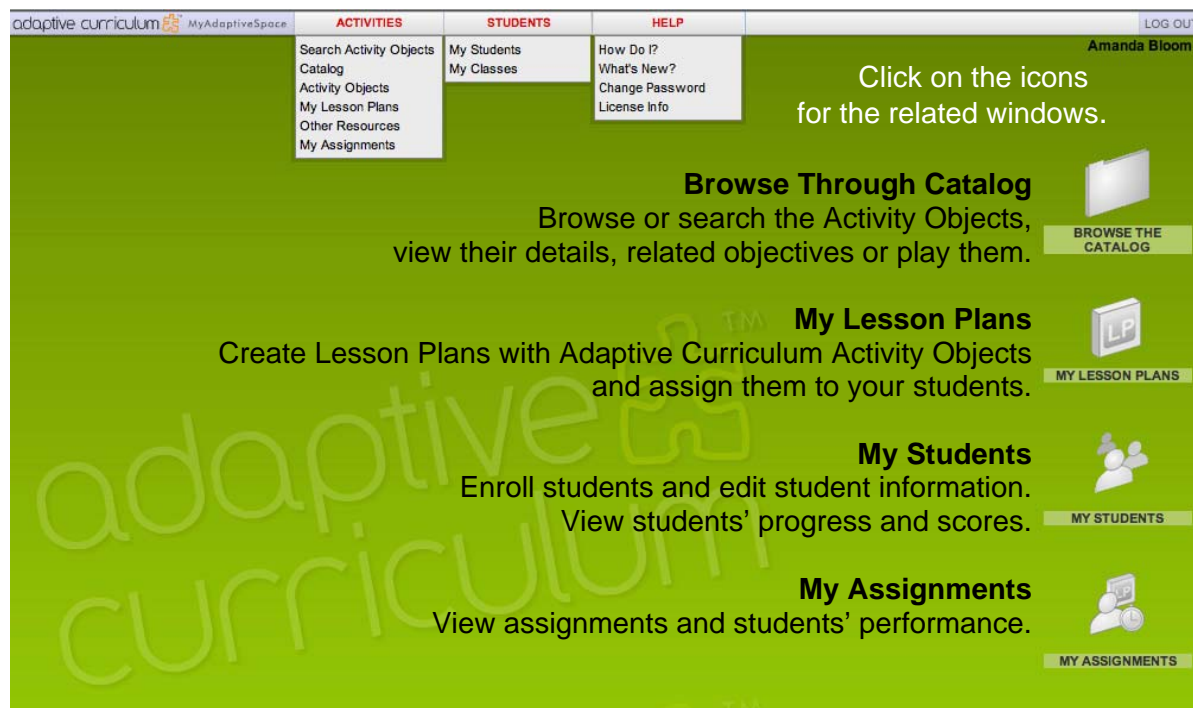 adaptive curriculum MyAdaptiveSpace ACTIVITIES STUDENTS HELP LOG OUT
Amanda Bloom
Search Activity Objects
Catalog
Activity Objects
My Lesson Plans
Other Resources
My Assignments
My Students
My Classes
How Do I?
What's New?
Change Password
License Info
Click on the icons
for the related windows.
Browse Through Catalog
Browse or search the Activity Objects,
view their details, related objectives or play them.
BROWSE THE
CATALOG
My Lesson Plans
Create Lesson Plans with Adaptive Curriculum Activity Objects
and assign them to your students.
LP
MY LESSON PLANS
My Students
Enroll students and edit student information.
View students’ progress and scores.
MY STUDENTS
My Assignments
View assignments and students’ performance.
LP
MY ASSIGNMENTS
adaptive TM
curriculum
TM